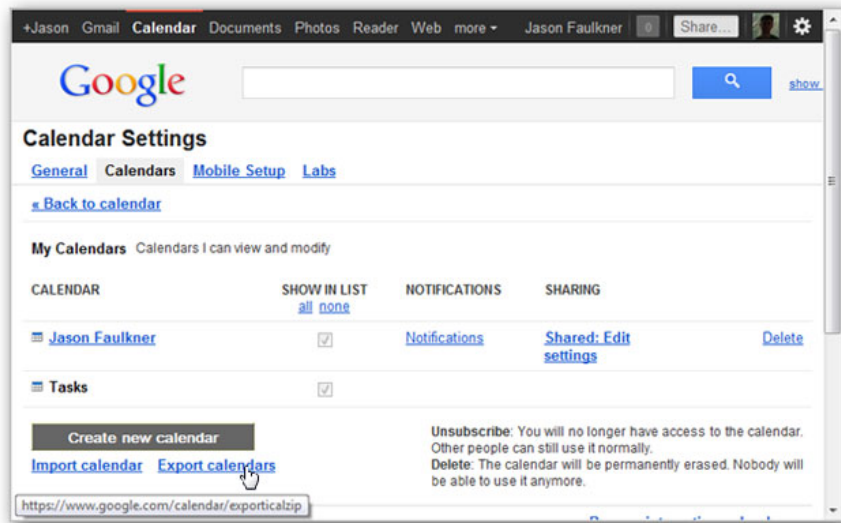 +Jason Gmail Calendar Documents Photos Reader Web more Jason Faulkner 0 Share...
Google
show
Calendar Settings
General Calendars Mobile Setup Labs
« Back to calendar
My Calendars Calendars I can view and modify
CALENDAR SHOW IN LIST NOTIFICATIONS SHARING
all none
Jason Faulkner Notifications Shared: Edit Delete
settings
Tasks
Create new calendar
Import calendar Export calendars
Unsubscribe: You will no longer have access to the calendar.
Other people can still use it normally.
Delete: The calendar will be permanently erased. Nobody will
be able to use it anymore.
https://www.google.com/calendar/exporticalzip